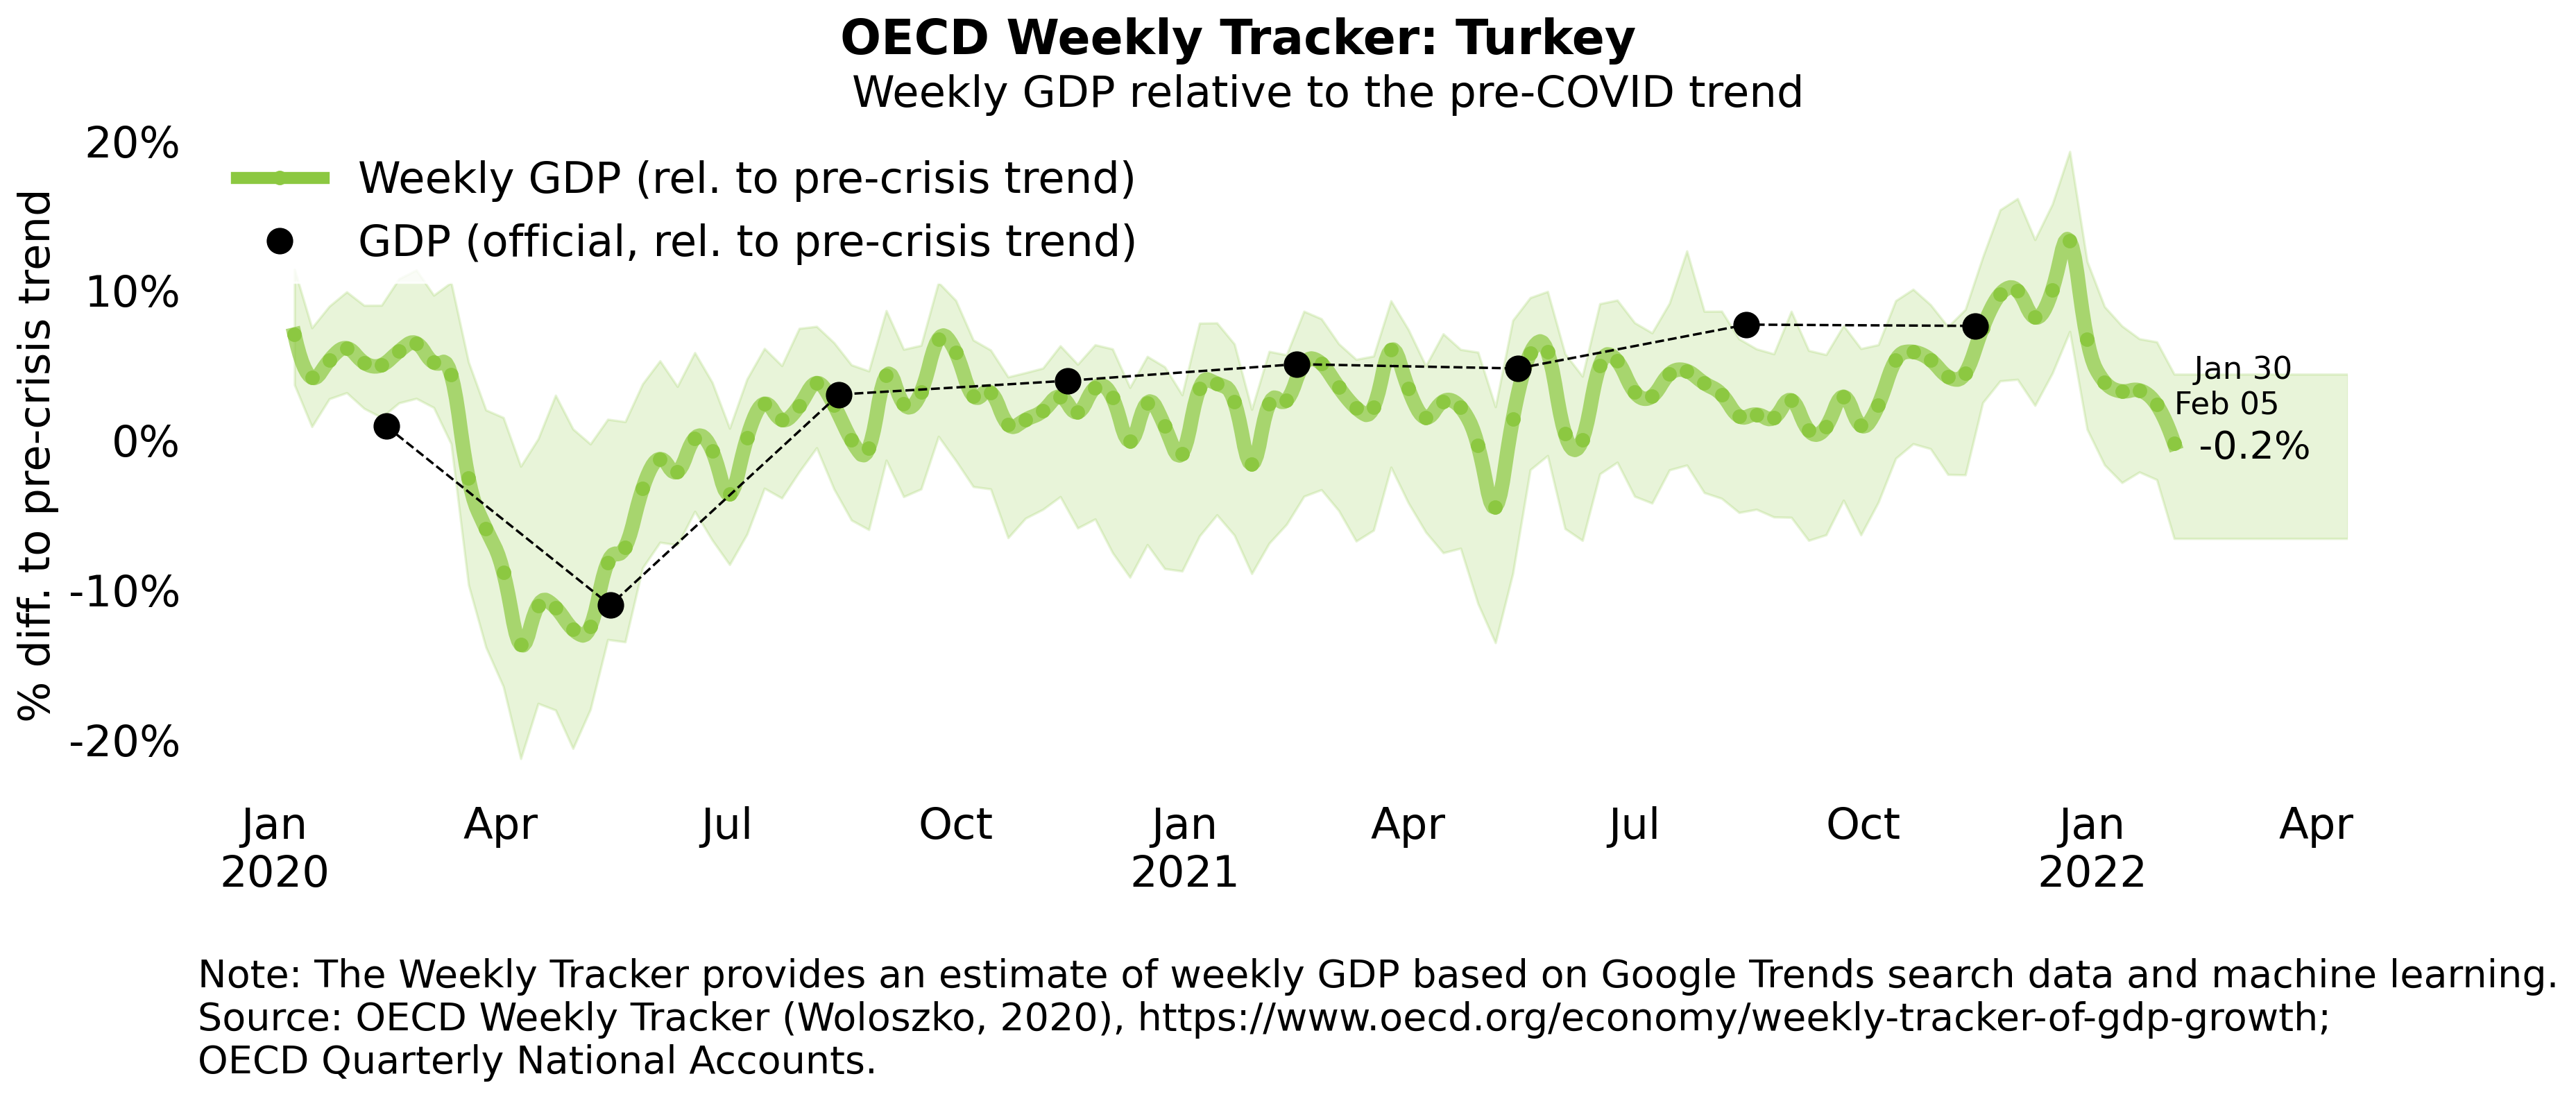 OECD Weekly Tracker: Turkey
Weekly GDP relative to the pre-COVID trend
% diff. to pre-crisis trend
20%
10%
0%
-10%
-20%
Weekly GDP (rel. to pre-crisis trend)
GDP (official, rel. to pre-crisis trend)
Jan 30
Feb 05
-0.2%
Jan Apr Jul Oct Jan Apr Jul Oct Jan Apr
2020 2021 2022
Note: The Weekly Tracker provides an estimate of weekly GDP based on Google Trends search data and machine learning.
Source: OECD Weekly Tracker (Woloszko, 2020), https://www.oecd.org/economy/weekly-tracker-of-gdp-growth;
OECD Quarterly National Accounts.